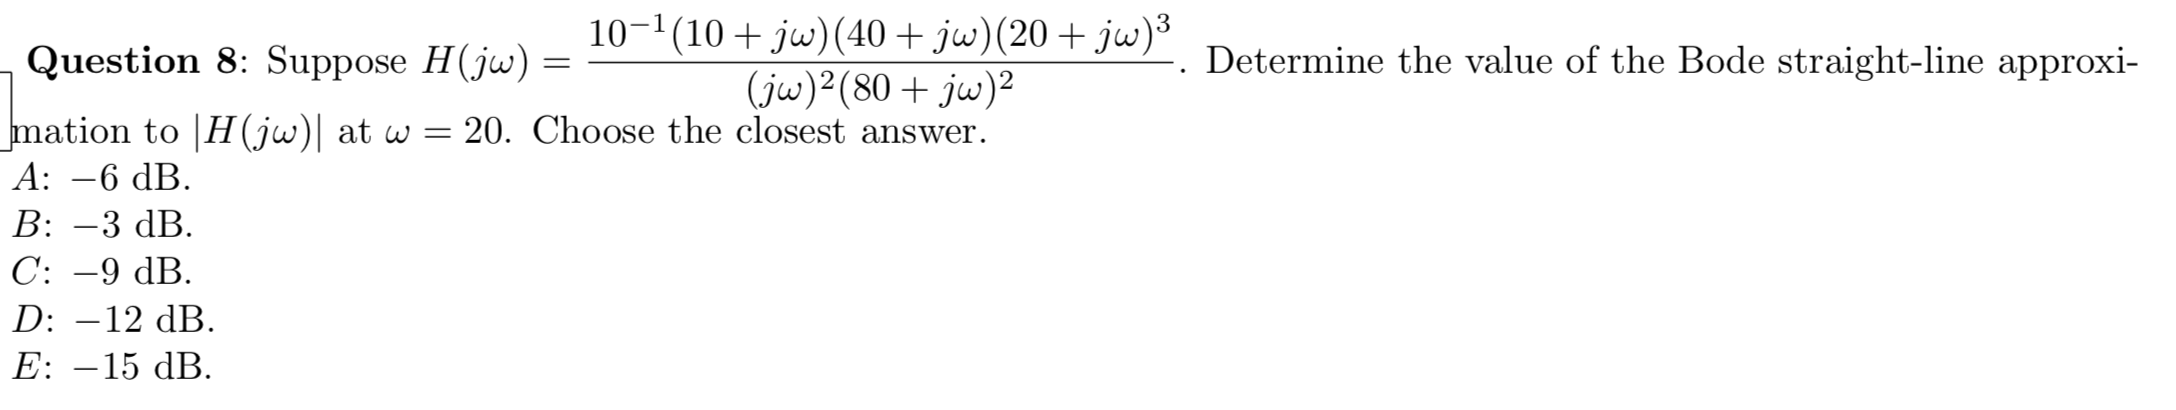 Question 8: Suppose H(jω) = \frac{10^{-1}(10 + jω)(40 + jω)(20 + jω)^3}{(jω)^2(80 + jω)^2}. Determine the value of the Bode straight-line approxi-
mation to |H(jω)| at ω = 20. Choose the closest answer.
A: −6 dB.
B: −3 dB.
C: −9 dB.
D: −12 dB.
E: −15 dB.